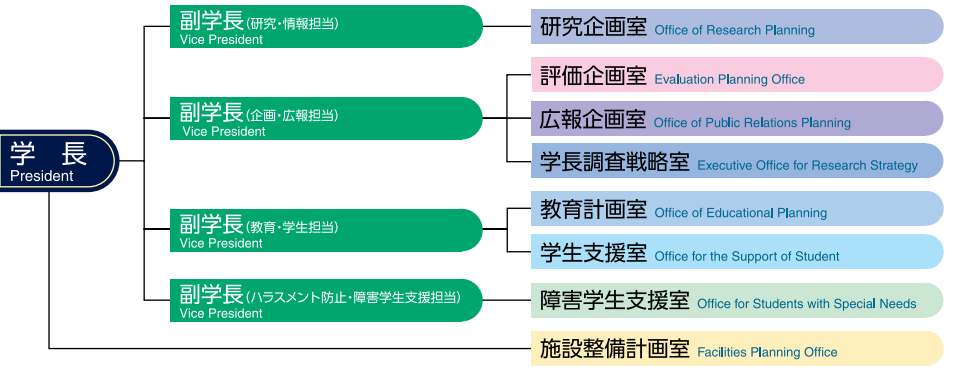 学 長
President
副学長(研究・情報担当)
Vice President
研究企画室 Office of Research Planning
副学長(企画・広報担当)
Vice President
評価企画室 Evaluation Planning Office
広報企画室 Office of Public Relations Planning
学長調査戦略室 Executive Office for Research Strategy
副学長(教育・学生担当)
Vice President
教育計画室 Office of Educational Planning
学生支援室 Office for the Support of Student
副学長(ハラスメント防止・障害学生支援担当)
Vice President
障害学生支援室 Office for Students with Special Needs
施設整備計画室 Facilities Planning Office